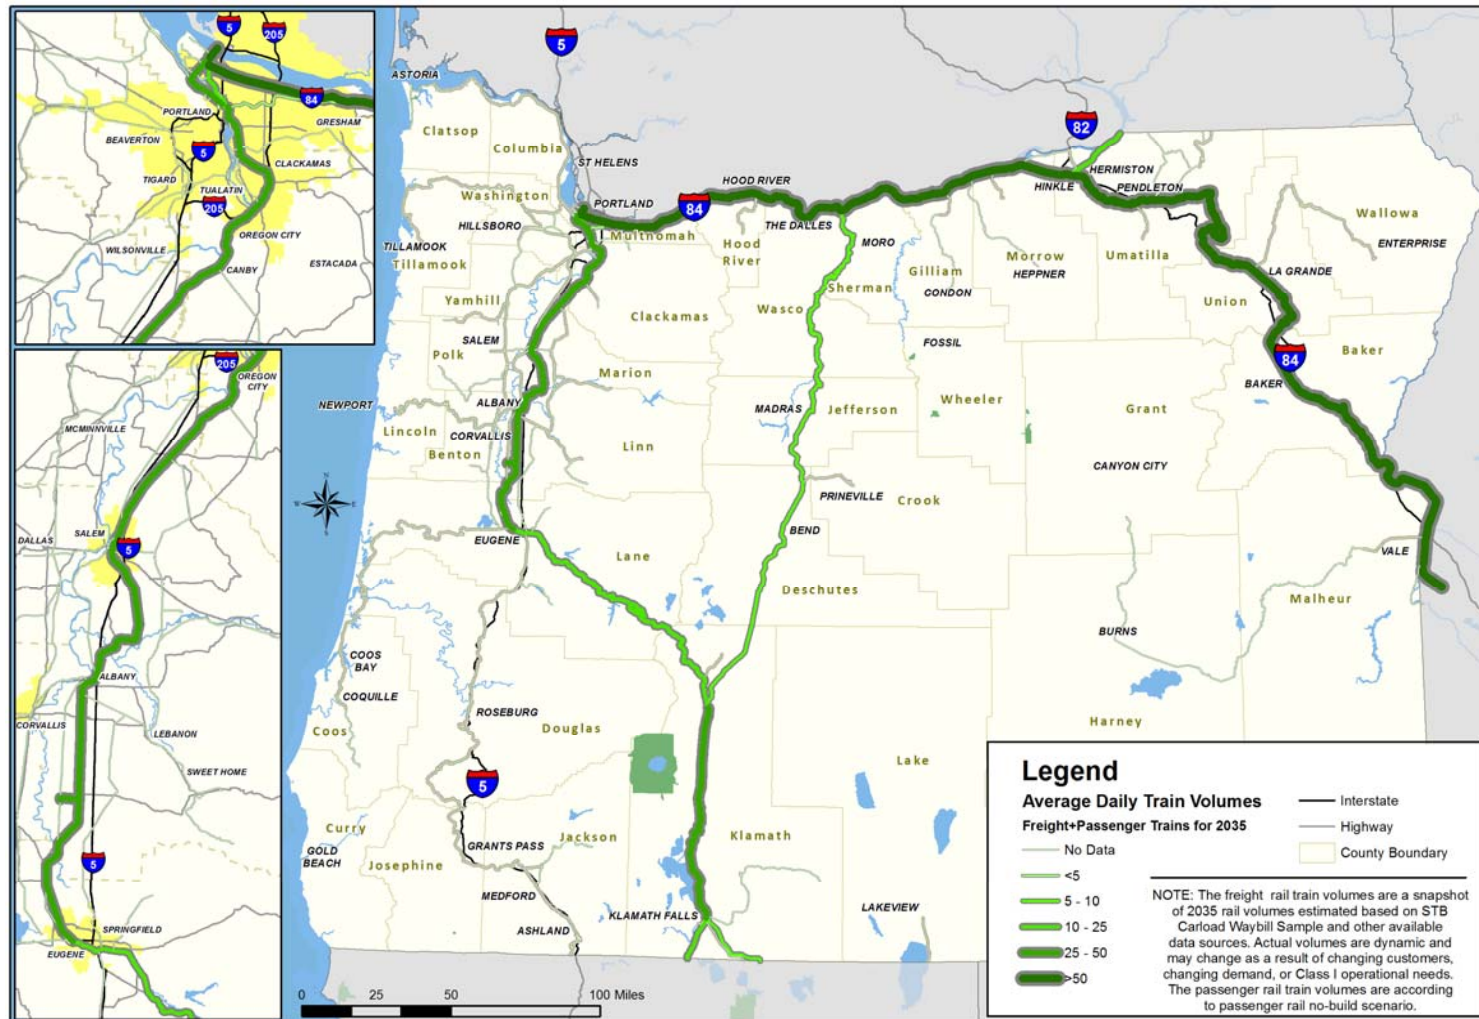 5
205
84
PORTLAND
GRESHAM
BEAVERTON
5
CLACKAMAS
TIGARD
TUALATIN
205
OREGON CITY
WILSONVILLE
CANBY
ESTACADA
205
OREGON
CITY
MCMINNVILLE
DALLAS
SALEM
5
ALBANY
CORVALLIS
LEBANON
SWEET HOME
5
SPRINGFIELD
EUGENE
5
ASTORIA
82
Clatsop
Columbia
ST HELENS
HOOD RIVER
HERMISTON
HINKLE
PENDLETON
Washington
PORTLAND
84
THE DALLES
Wallowa
HILLSBORO
Multnomah
Hood
River
MORO
ENTERPRISE
TILLAMOOK
Tillamook
Morrow
HEPPNER
Umatilla
Gilliam
CONDON
LA GRANDE
Yamhill
Wasco
Sherman
Union
Clackamas
SALEM
FOSSIL
84
Baker
Polk
Marion
BAKER
NEWPORT
ALBANY
MADRAS
Jefferson
Wheeler
Grant
Lincoln
CORVALLIS
Benton
Linn
CANYON CITY
N
W
E
S
PRINEVILLE
Crook
BEND
EUGENE
Lane
VALE
Deschutes
Malheur
BURNS
COOS
BAY
COQUILLE
ROSEBURG
Douglas
Coos
Harney
Lake
5
Curry
GOLD
BEACH
GRANTS PASS
Jackson
Klamath
Josephine
MEDFORD
KLAMATH FALLS
LAKEVIEW
ASHLAND
0
25
50
100 Miles
Legend
Average Daily Train Volumes
Freight+Passenger Trains for 2035
No Data
<5
5 - 10
10 - 25
25 - 50
>50
Interstate
Highway
County Boundary
NOTE: The freight rail train volumes are a snapshot
of 2035 rail volumes estimated based on STB
Carload Waybill Sample and other available
data sources. Actual volumes are dynamic and
may change as a result of changing customers,
changing demand, or Class I operational needs.
The passenger rail train volumes are according
to passenger rail no-build scenario.